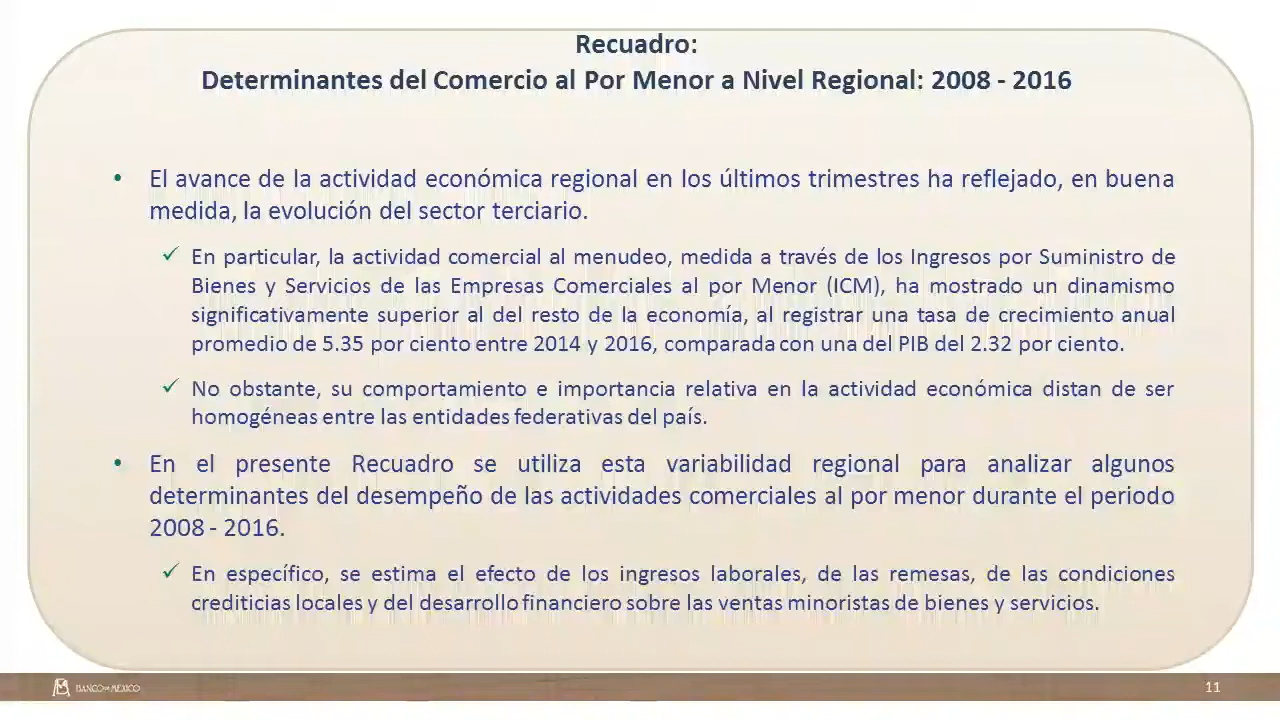 Recuadro:
Determinantes del Comercio al Por Menor a Nivel Regional: 2008 - 2016
• El avance de la actividad económica regional en los últimos trimestres ha reflejado, en buena
medida, la evolución del sector terciario.
✓ En particular, la actividad comercial al menudeo, medida a través de los Ingresos por Suministro de
Bienes y Servicios de las Empresas Comerciales al por Menor (ICM), ha mostrado un dinamismo
significativamente superior al del resto de la economía, al registrar una tasa de crecimiento anual
promedio de 5.35 por ciento entre 2014 y 2016, comparada con una del PIB del 2.32 por ciento.
✓ No obstante, su comportamiento e importancia relativa en la actividad económica distan de ser
homogéneas entre las entidades federativas del país.
• En el presente Recuadro se utiliza esta variabilidad regional para analizar algunos
determinantes del desempeño de las actividades comerciales al por menor durante el periodo
2008 - 2016.
✓ En específico, se estima el efecto de los ingresos laborales, de las remesas, de las condiciones
crediticias locales y del desarrollo financiero sobre las ventas minoristas de bienes y servicios.
BANCO DE MEXICO
11